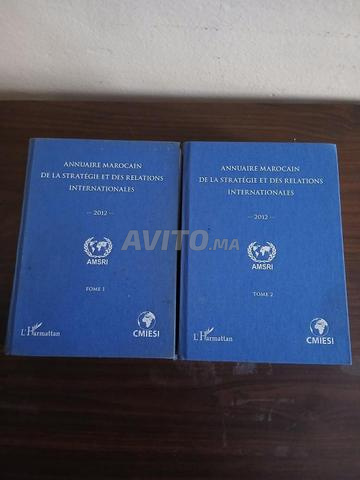 ANNUAIRE MAROCAIN
DE LA STRATÉGIE ET DES RELATIONS
INTERNATIONALES
— 2012 —
AMSRI
TOME 1
L'Harmattan
CMIESI
ANNUAIRE MAROCAIN
DE LA STRATÉGIE ET DES RELATIONS
INTERNATIONALES
— 2012 —
AMSRI
TOME 2
L'Harmattan
CMIESI
AVITO.MA